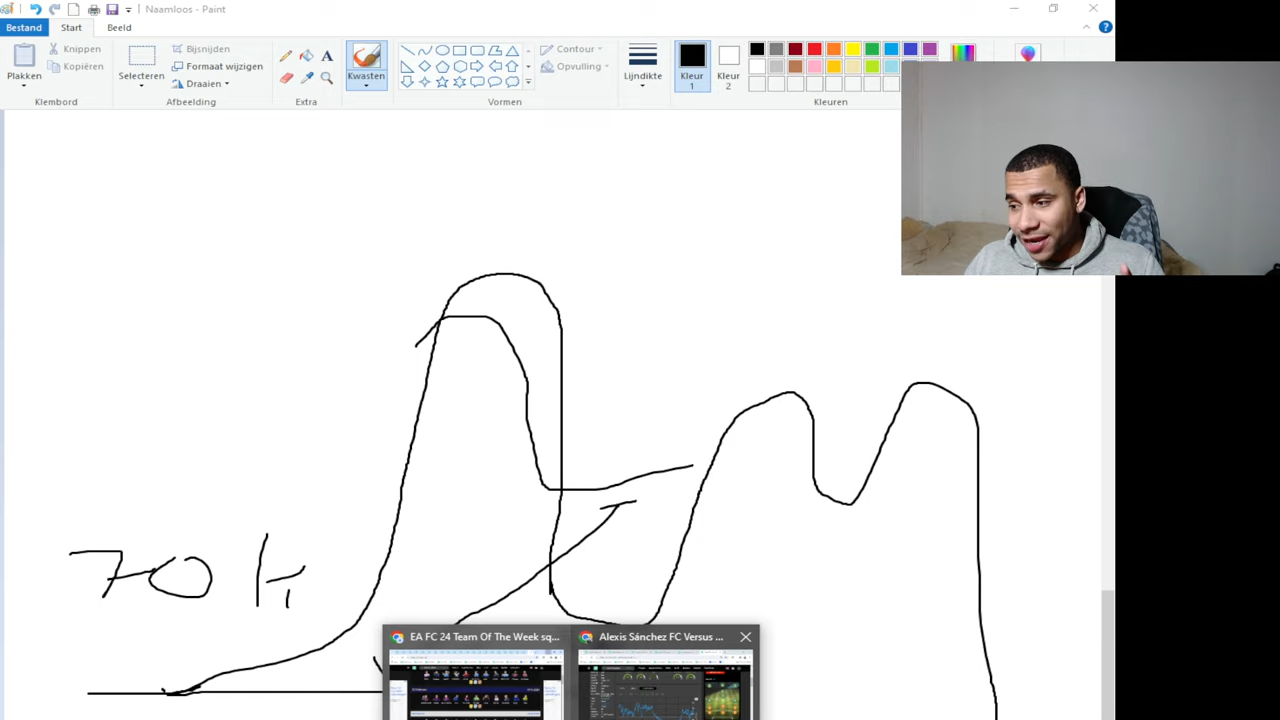 Naamloos - Paint
Bestand Start Beeld
Plakken
Knippen
Kopiëren
Klembord
Selecteren
Bijsnijden
Formaat wijzigen
Draaien
Afbeelding
A
Extra
Kwasten
Contour
Opvulling
Vormen
Lijndikte
Kleur 1
Kleur 2
Kleuren
70 k
EA FC 24 Team Of The Week sq...
Alexis Sánchez FC Versus ...